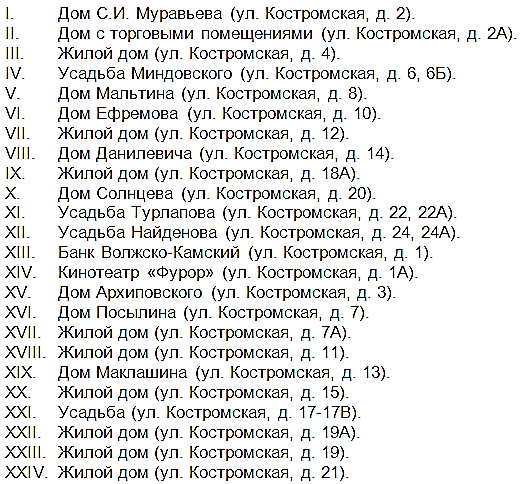 I. Дом С.И. Муравьева (ул. Костромская, д. 2).
II. Дом с торговыми помещениями (ул. Костромская, д. 2А).
III. Жилой дом (ул. Костромская, д. 4).
IV. Усадьба Миндовского (ул. Костромская, д. 6, 6Б).
V. Дом Мальтина (ул. Костромская, д. 8).
VI. Дом Ефремова (ул. Костромская, д. 10).
VII. Жилой дом (ул. Костромская, д. 12).
VIII. Дом Данилевича (ул. Костромская, д. 14).
IX. Жилой дом (ул. Костромская, д. 18А).
X. Дом Солнцева (ул. Костромская, д. 20).
XI. Усадьба Турлапова (ул. Костромская, д. 22, 22А).
XII. Усадьба Найденова (ул. Костромская, д. 24, 24А).
XIII. Банк Волжско-Камский (ул. Костромская, д. 1).
XIV. Кинотеатр «Фурор» (ул. Костромская, д. 1А).
XV. Дом Архиповского (ул. Костромская, д. 3).
XVI. Дом Посылина (ул. Костромская, д. 7).
XVII. Жилой дом (ул. Костромская, д. 7А).
XVIII. Жилой дом (ул. Костромская, д. 11).
XIX. Дом Маклашина (ул. Костромская, д. 13).
XX. Жилой дом (ул. Костромская, д. 15).
XXI. Усадьба (ул. Костромская, д. 17-17В).
XXII. Жилой дом (ул. Костромская, д. 19А).
XXIII. Жилой дом (ул. Костромская, д. 19).
XXIV. Жилой дом (ул. Костромская, д. 21).